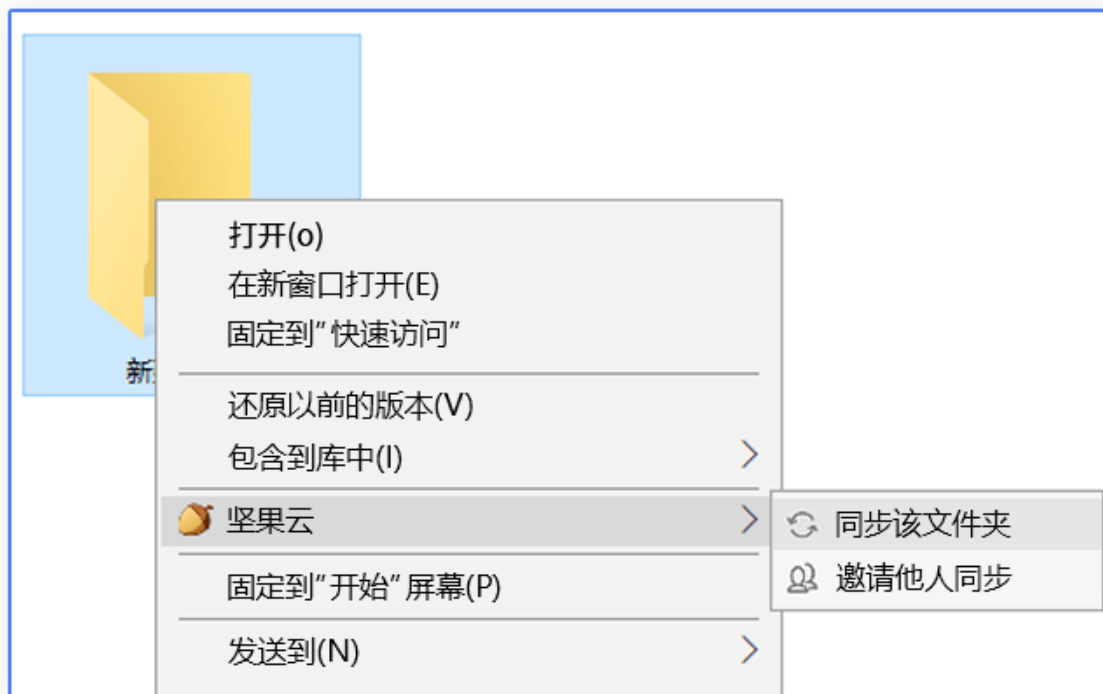 打开(o)
在新窗口打开(E)
固定到"快速访问"
新
还原以前的版本(V)
包含到库中(I)
坚果云
同步该文件夹
邀请他人同步
固定到"开始"屏幕(P)
发送到(N)